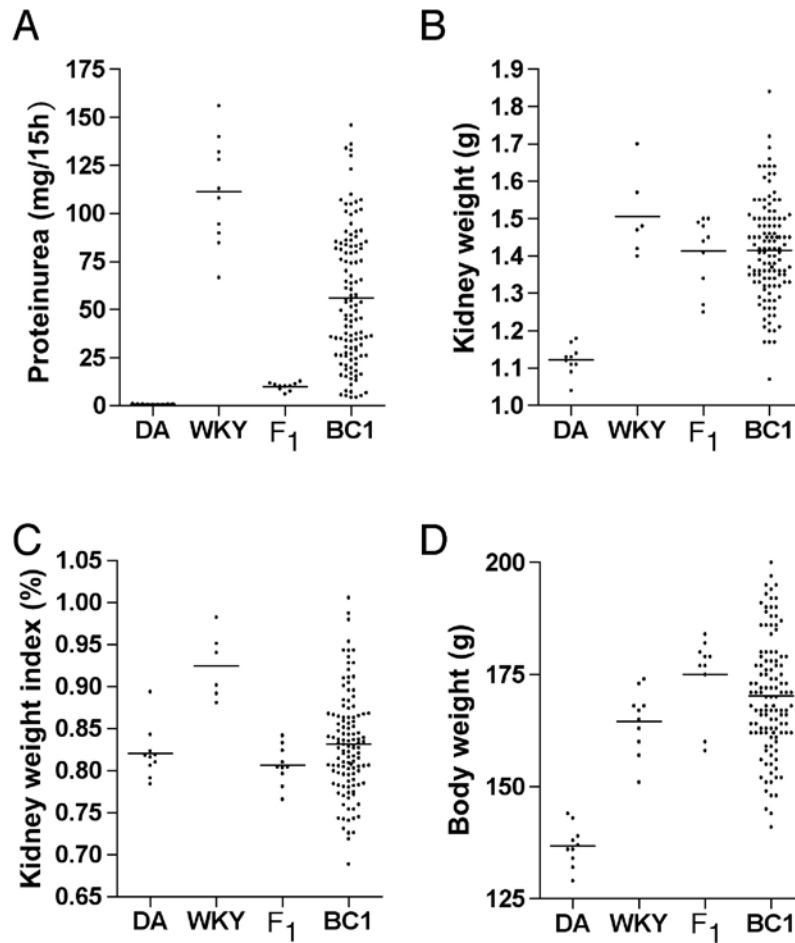 A
Proteinurea (mg/15h)
175
150
125
100
75
50
25
0
DA WKY F1 BC1
B
Kidney weight (g)
1.9
1.8
1.7
1.6
1.5
1.4
1.3
1.2
1.1
1.0
DA WKY F1 BC1
C
Kidney weight index (%)
1.05
1.00
0.95
0.90
0.85
0.80
0.75
0.70
0.65
DA WKY F1 BC1
D
Body weight (g)
200
175
150
125
DA WKY F1 BC1